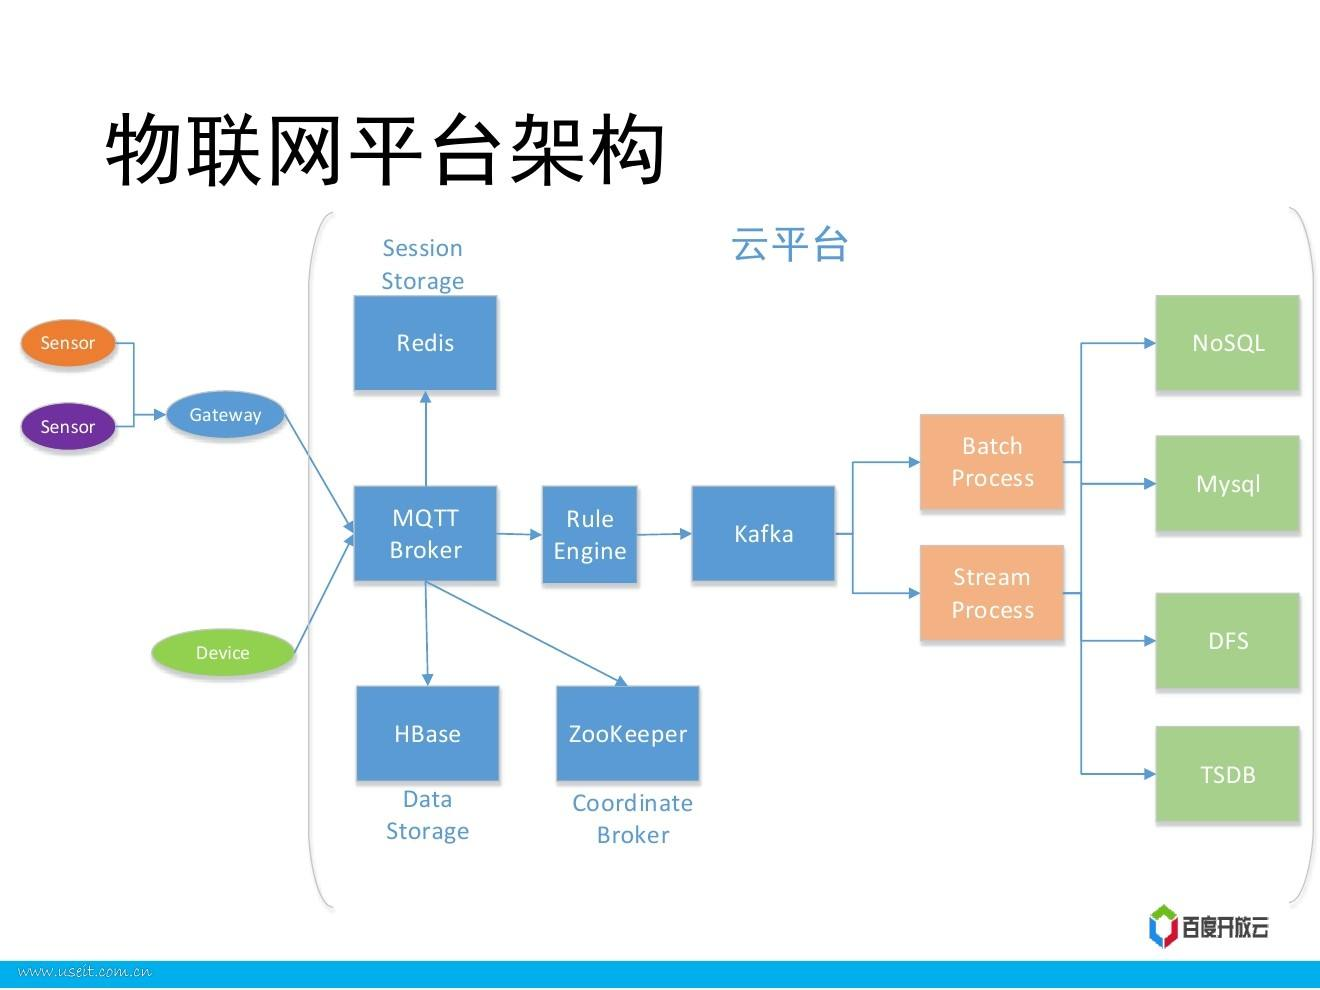 物联网平台架构
云平台
Session
Storage
Redis
Sensor
Sensor
Gateway
Device
MQTT
Broker
Rule
Engine
Kafka
Batch
Process
Stream
Process
NoSQL
Mysql
DFS
TSDB
HBase
Data
Storage
ZooKeeper
Coordinate
Broker
百度开放云
www.useit.com.cn